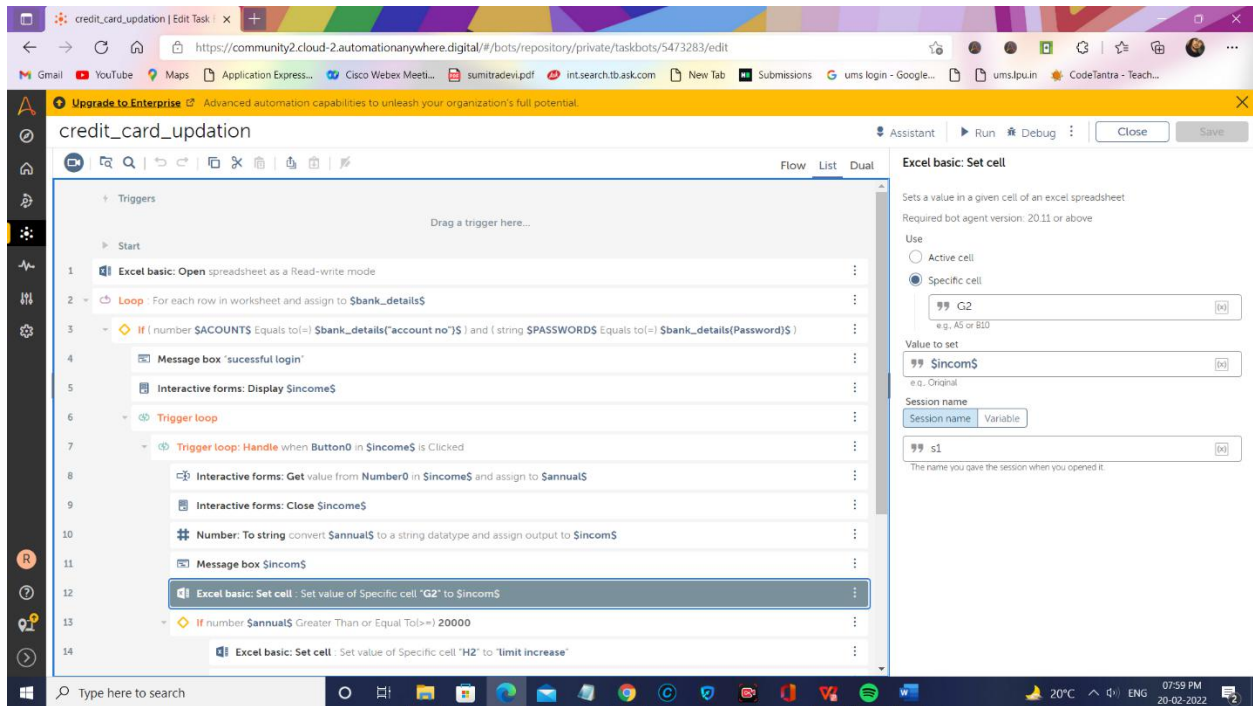 credit_card_updation | Edit Task
https://community2.cloud-2.automationanywhere.digital/#/bots/repository/private/taskbots/5473283/edit
Gmail YouTube Maps Application Express... Cisco Webex Meeti... sumitradevi.pdf int.search.tb.ask.com New Tab Submissions ums login - Google... ums.lpu.in CodeTantra - Teach...
Upgrade to Enterprise Advanced automation capabilities to unleash your organization's full potential.
credit_card_updation
Assistant Run Debug Close Save
Flow List Dual
Triggers
Drag a trigger here...
Start
1 Excel basic: Open spreadsheet as a Read-write mode
2 Loop : For each row in worksheet and assign to $bank_details$
3 If ( number $ACOUNT$ Equals to(=) $bank_details{"account no"}$ ) and ( string $PASSWORD$ Equals to(=) $bank_details{Password}$ )
4 Message box "sucessful login"
5 Interactive forms: Display $income$
6 Trigger loop
7 Trigger loop: Handle when Button0 in $income$ is Clicked
8 Interactive forms: Get value from Number0 in $income$ and assign to $annual$
9 Interactive forms: Close $income$
10 Number: To string convert $annual$ to a string datatype and assign output to $incom$
11 Message box $incom$
12 Excel basic: Set cell : Set value of Specific cell "G2" to $incom$
13 If number $annual$ Greater Than or Equal To(>=) 20000
14 Excel basic: Set cell : Set value of Specific cell "H2" to "limit increase"
Excel basic: Set cell
Sets a value in a given cell of an excel spreadsheet
Required bot agent version: 20.11 or above
Use
Active cell
Specific cell
G2 (x)
e.g., A5 or B10
Value to set
$incom$ (x)
e.g., Original
Session name
Session name Variable
s1 (x)
The name you gave the session when you opened it.
R
Type here to search
20°C ENG 07:59 PM
20-02-2022 2